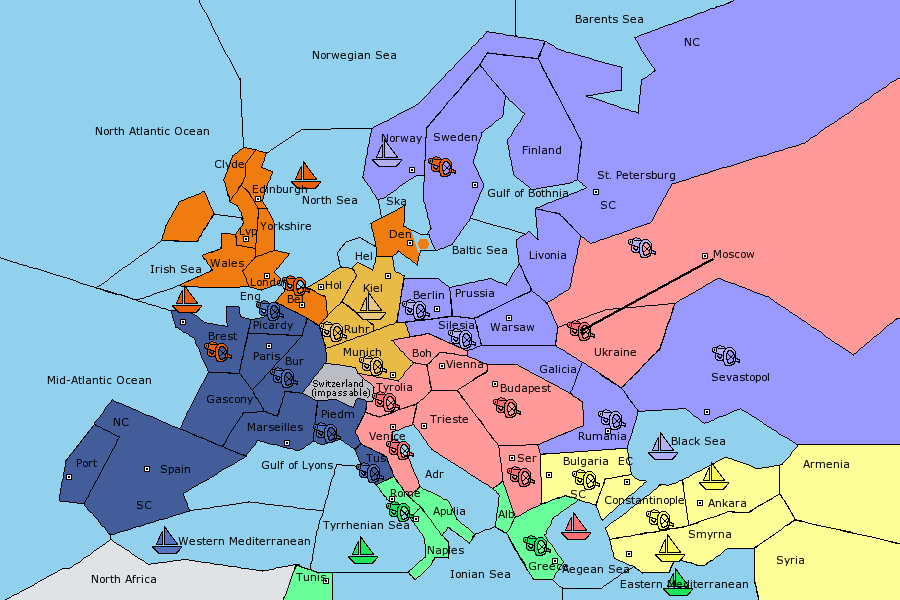 Barents Sea
NC
Norwegian Sea
North Atlantic Ocean
Norway
Sweden
Finland
Clyde
Edinburgh
St. Petersburg
SC
North Sea
Ska
Gulf of Bothnia
Lvp
Yorkshire
Den
Baltic Sea
Livonia
Moscow
Irish Sea
Wales
London
Hel
Eng
Bel
Hol
Kiel
Berlin
Prussia
Brest
Picardy
Ruhr
Silesia
Warsaw
Paris
Bur
Munich
Boh
Vienna
Galicia
Ukraine
Sevastopol
Mid-Atlantic Ocean
Switzerland
(impassable)
Tyrolia
Budapest
Gascony
Piedm
NC
Marseilles
Venice
Trieste
Rumania
Black Sea
Port
Spain
Gulf of Lyons
Tus
Adr
Ser
Bulgaria
EC
Armenia
SC
Rome
SC
Constantinople
Ankara
Apulia
Alb
Tyrrhenian Sea
Smyrna
Western Mediterranean
Naples
Greece
Aegean Sea
Syria
North Africa
Tunis
Ionian Sea
Eastern Mediterranean